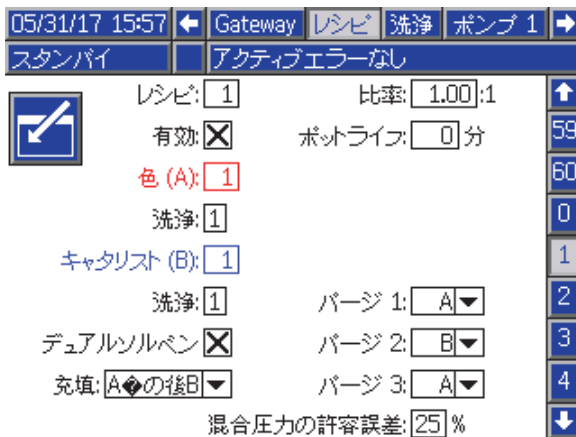 05/31/17 15:57 Gateway レシピ 洗浄 ポンプ 1
スタンバイ アクティブエラーなし
レシピ: 1 比率: 1.00 :1
有効: ポットライフ: 0 分
59
色 (A): 1
60
洗浄: 1
0
キャタリスト (B): 1
1
洗浄: 1 パージ 1: A
2
デュアルソルベン パージ 2: B
3
充填: A�の後B パージ 3: A
4
混合圧力の許容誤差: 25 %